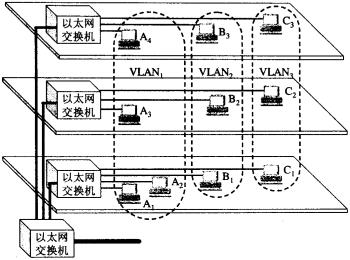 以太网
交换机
A₄
B₃
C₃
VLAN₁
VLAN₂
VLAN₃
以太网
交换机
A₃
B₂
C₂
以太网
交换机
A₁
A₂
B₁
C₁
以太网
交换机